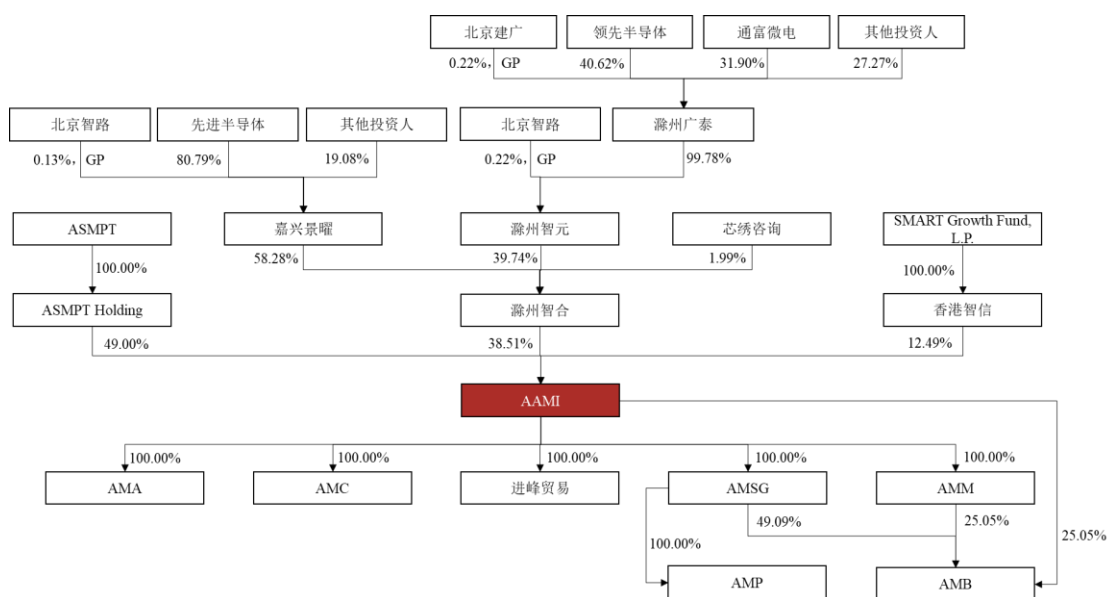 北京建广
领先半导体
通富微电
其他投资人
0.22%，GP
40.62%
31.90%
27.27%
北京智路
先进半导体
其他投资人
北京智路
滁州广泰
0.13%，GP
80.79%
19.08%
0.22%，GP
99.78%
ASMPT
嘉兴景曜
滁州智元
芯绣咨询
SMART Growth Fund,
L.P.
58.28%
39.74%
1.99%
100.00%
100.00%
ASMPT Holding
滁州智合
香港智信
49.00%
38.51%
12.49%
AAMI
100.00%
100.00%
100.00%
100.00%
100.00%
AMA
AMC
进峰贸易
AMSG
AMM
49.09%
25.05%
25.05%
100.00%
AMP
AMB